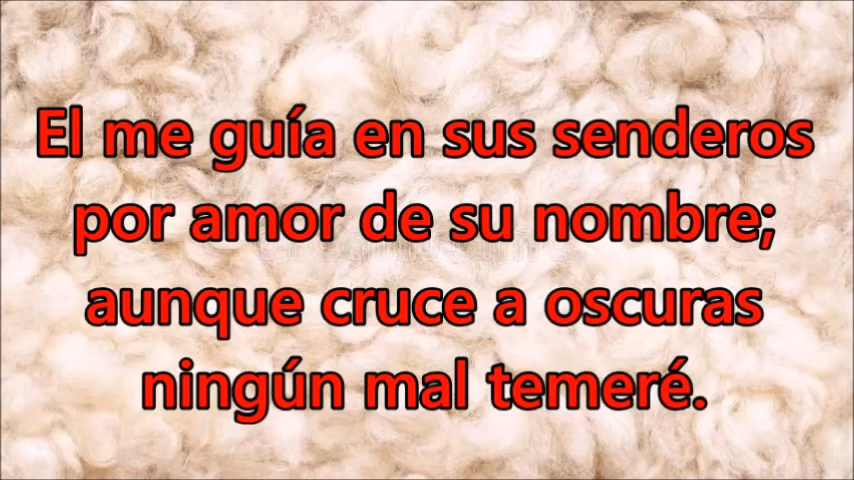 El me guía en sus senderos
por amor de su nombre;
aunque cruce a oscuras
ningún mal temeré.